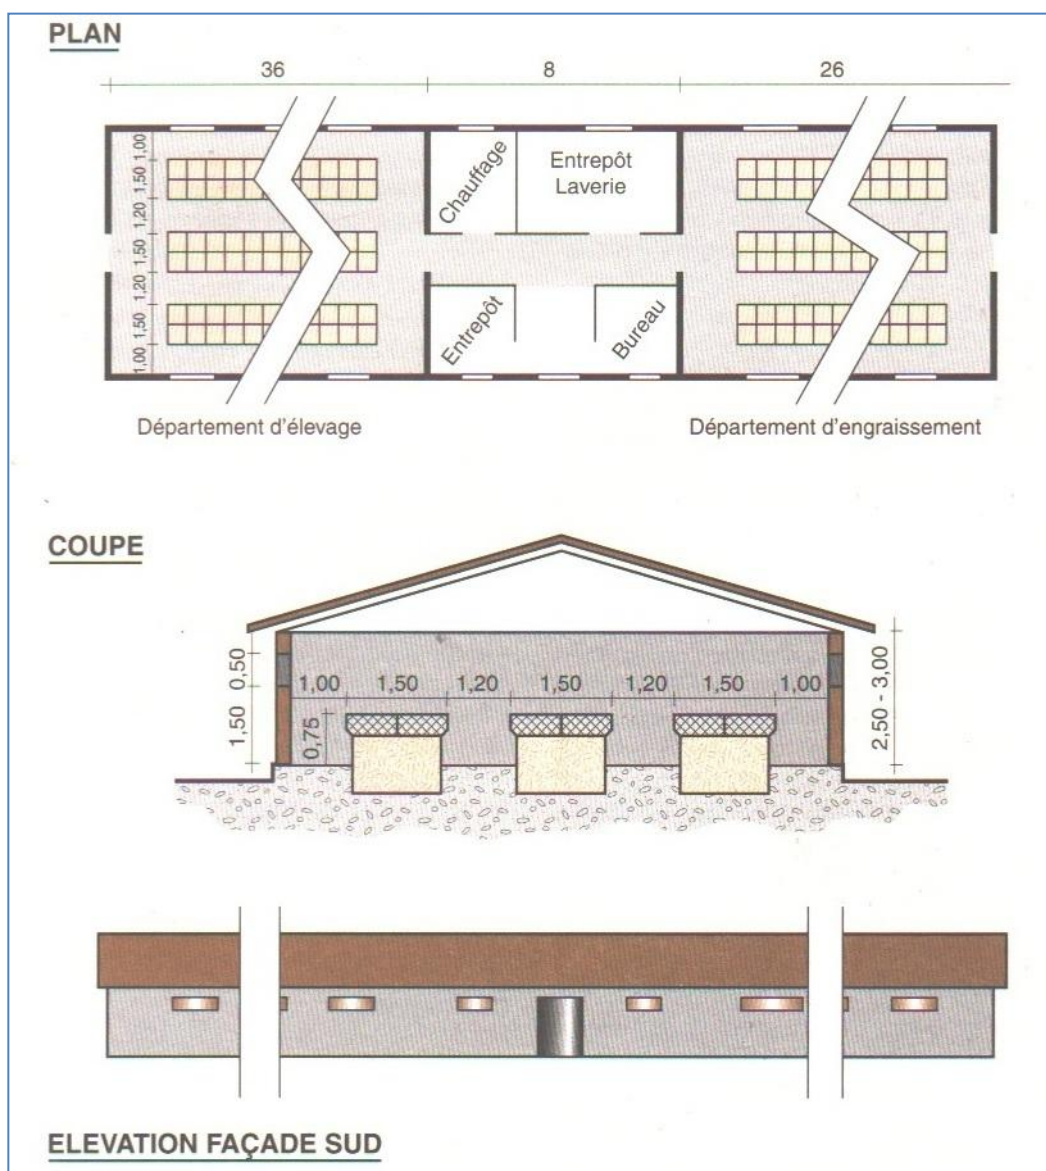 PLAN
36 8 26
1,00
1,50
1,20
1,50
1,20
1,50
1,00
Chauffage
Entrepôt
Laverie
Entrepôt
Bureau
Département d'élevage
Département d'engraissement
COUPE
0,50
1,50
1,00 1,50 1,20 1,50 1,20 1,50 1,00
0,75
2,50 - 3,00
ELEVATION FAÇADE SUD